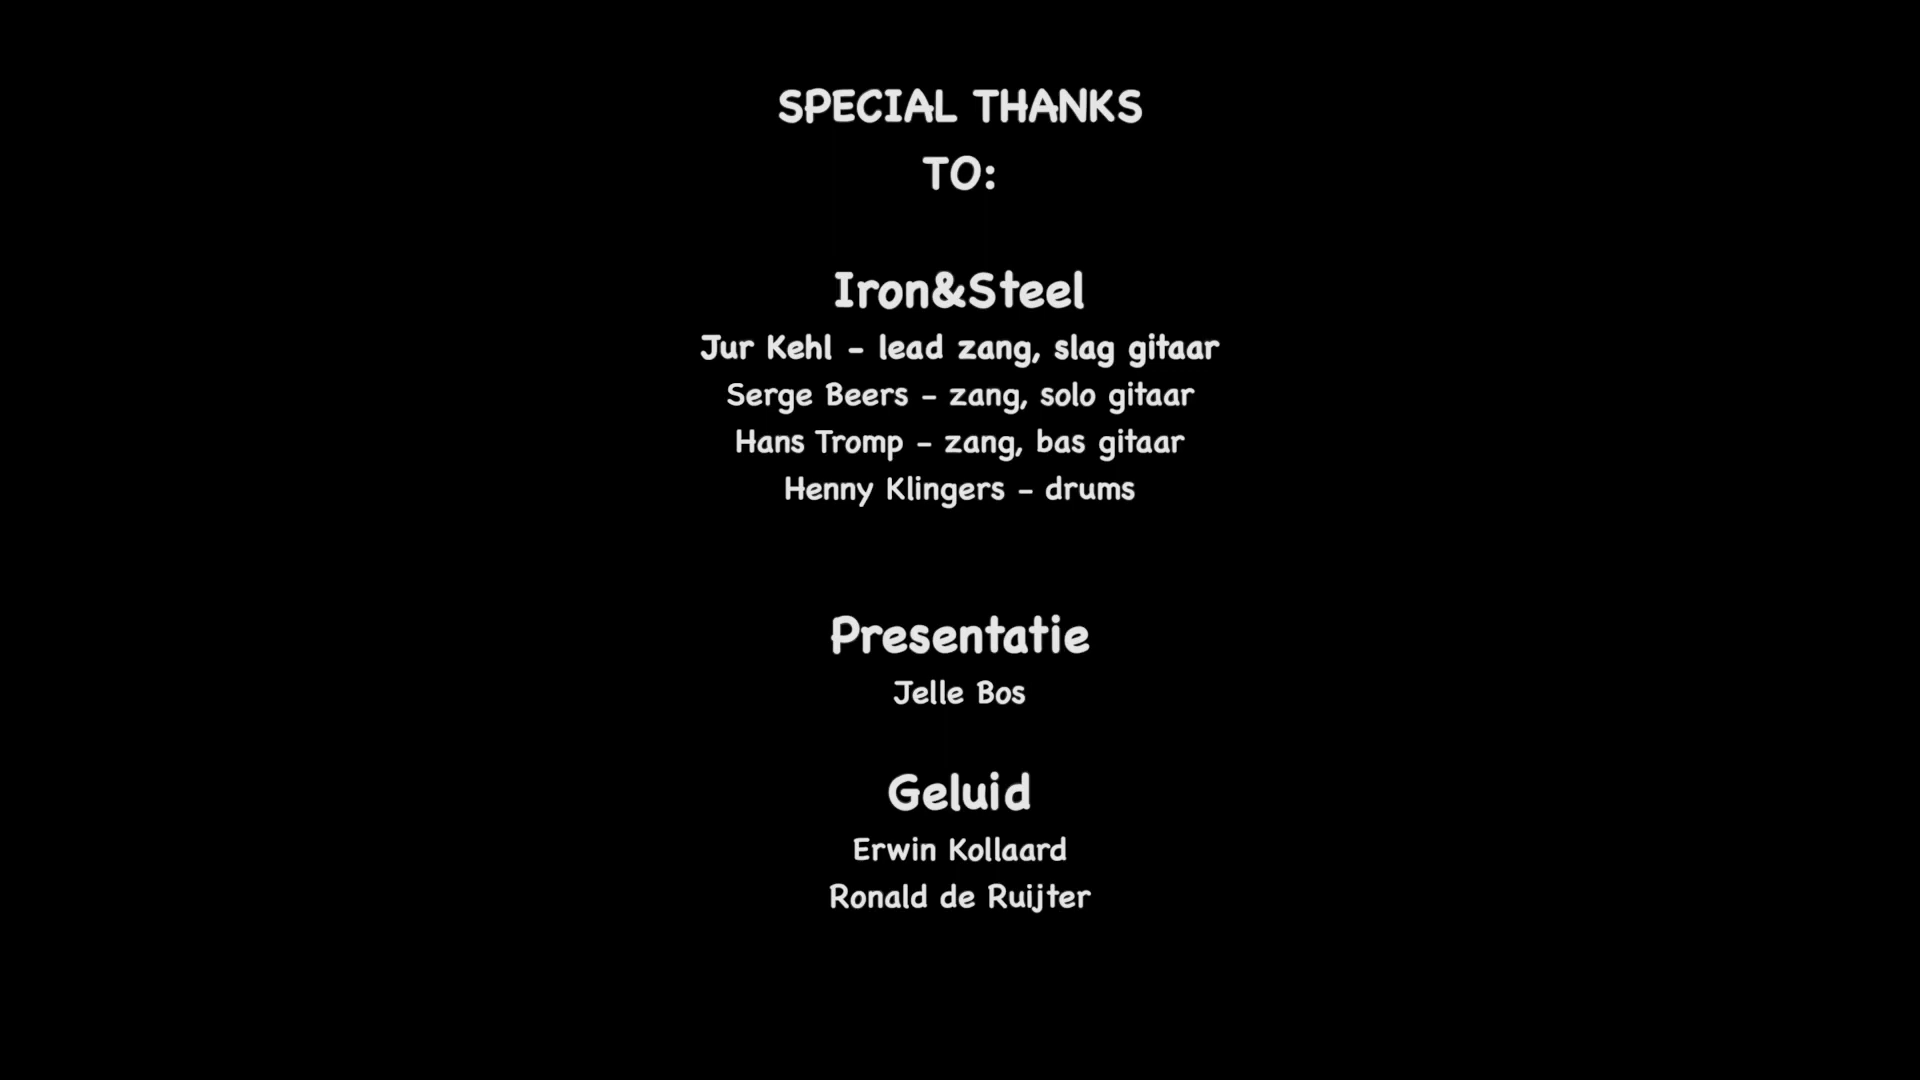 SPECIAL THANKS
TO:
Iron&Steel
Jur Kehl - lead zang, slag gitaar
Serge Beers - zang, solo gitaar
Hans Tromp - zang, bas gitaar
Henny Klingers - drums
Presentatie
Jelle Bos
Geluid
Erwin Kollaard
Ronald de Ruijter